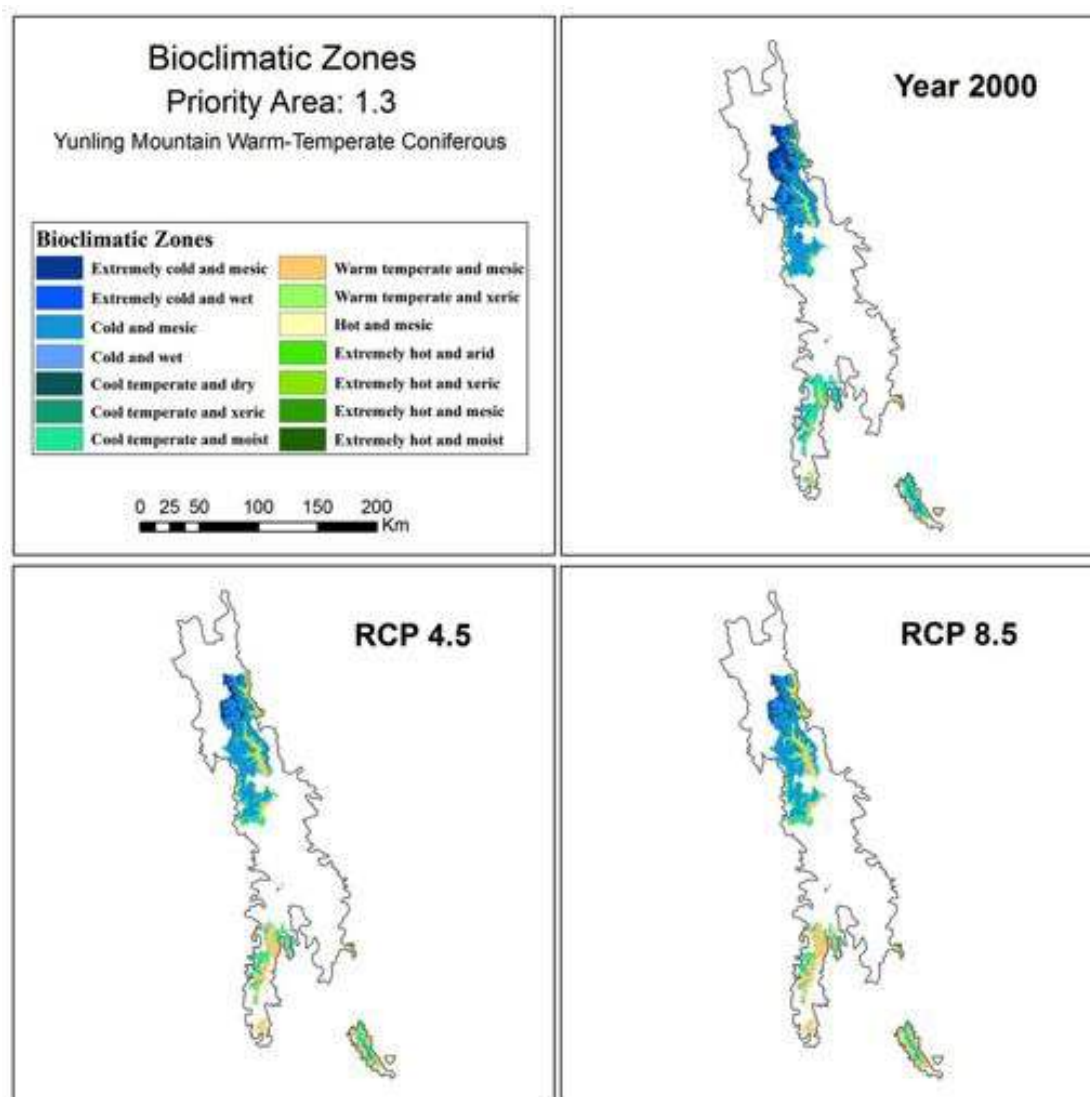 Bioclimatic Zones
Priority Area: 1.3
Yunling Mountain Warm-Temperate Coniferous
Year 2000
Bioclimatic Zones
Extremely cold and mesic
Extremely cold and wet
Cold and mesic
Cold and wet
Cool temperate and dry
Cool temperate and xeric
Cool temperate and moist
Warm temperate and mesic
Warm temperate and xeric
Hot and mesic
Extremely hot and arid
Extremely hot and xeric
Extremely hot and mesic
Extremely hot and moist
0 25 50 100 150 200
Km
RCP 4.5
RCP 8.5